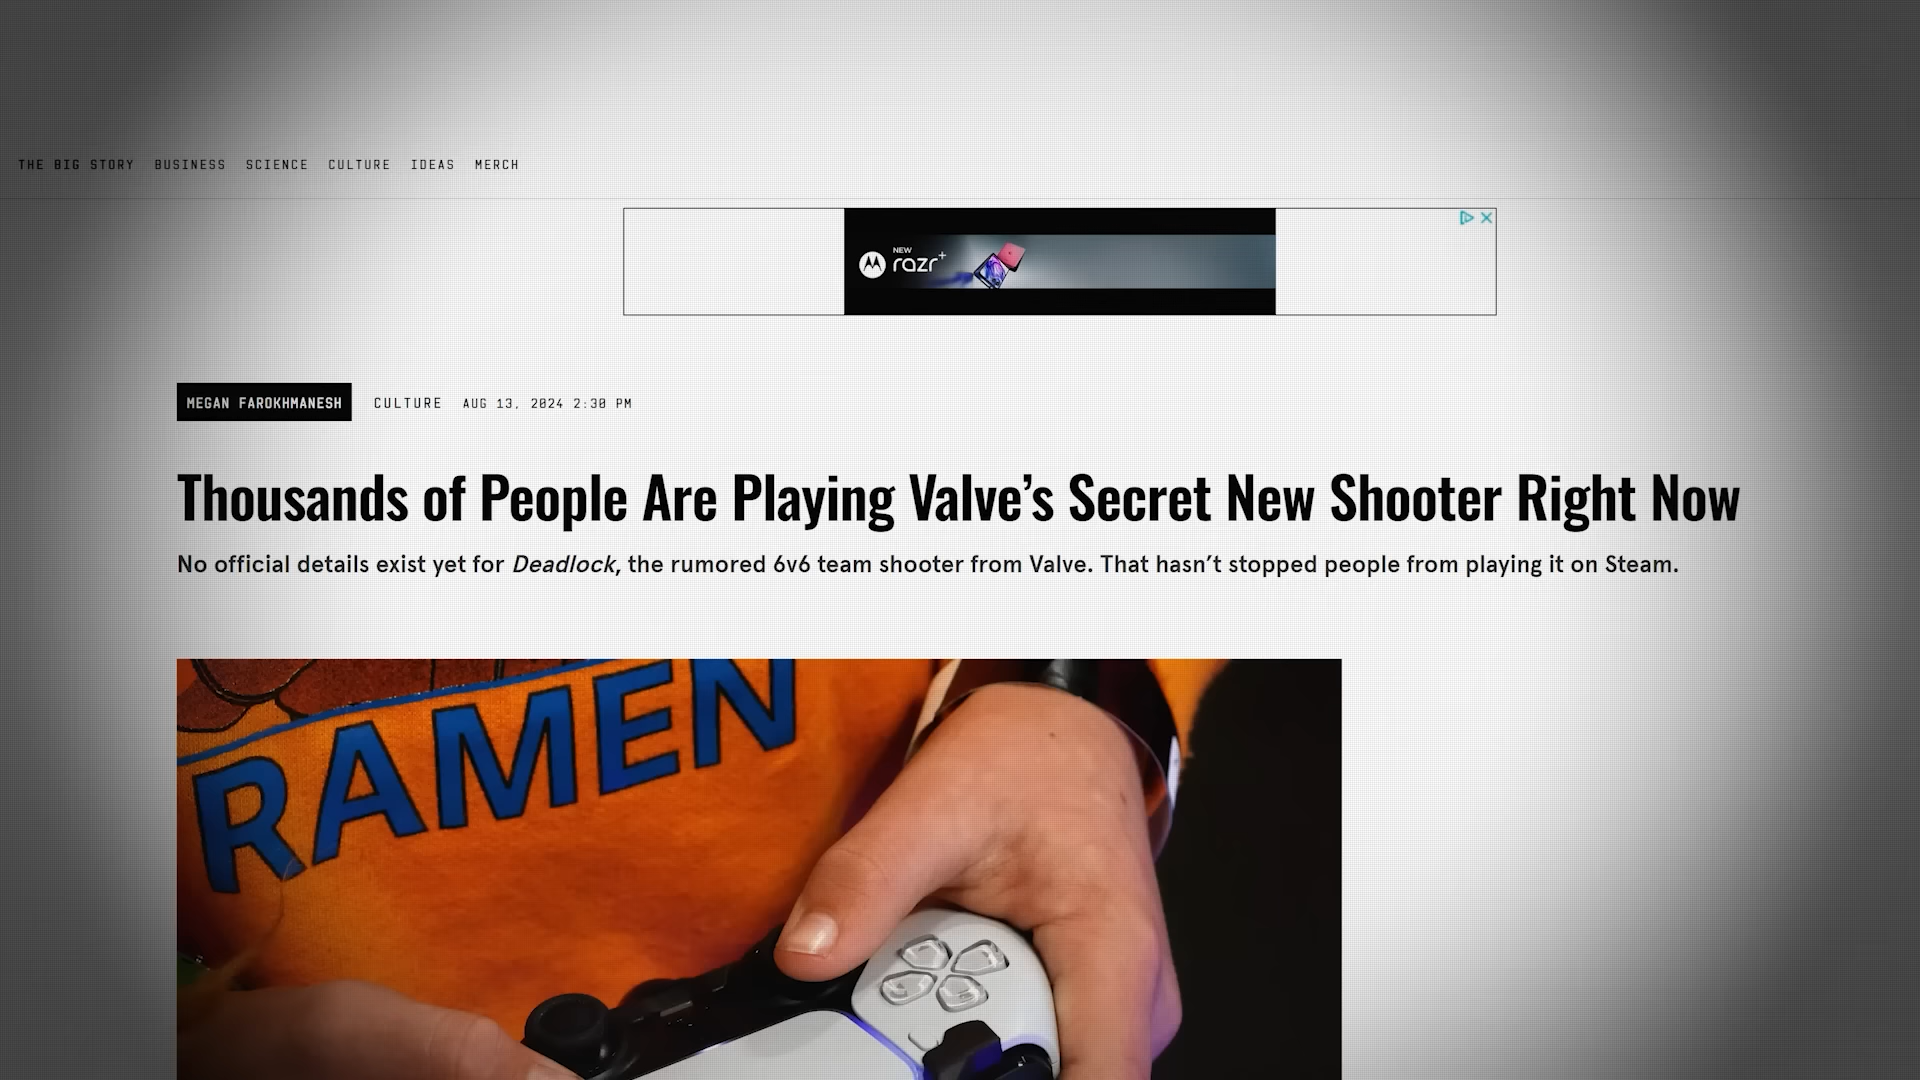 THE BIG STORY BUSINESS SCIENCE CULTURE IDEAS MERCH
NEW
razr+
MEGAN FAROKHMANESH CULTURE AUG 13, 2024 2:30 PM
Thousands of People Are Playing Valve’s Secret New Shooter Right Now
No official details exist yet for Deadlock, the rumored 6v6 team shooter from Valve. That hasn’t stopped people from playing it on Steam.
RAMEN